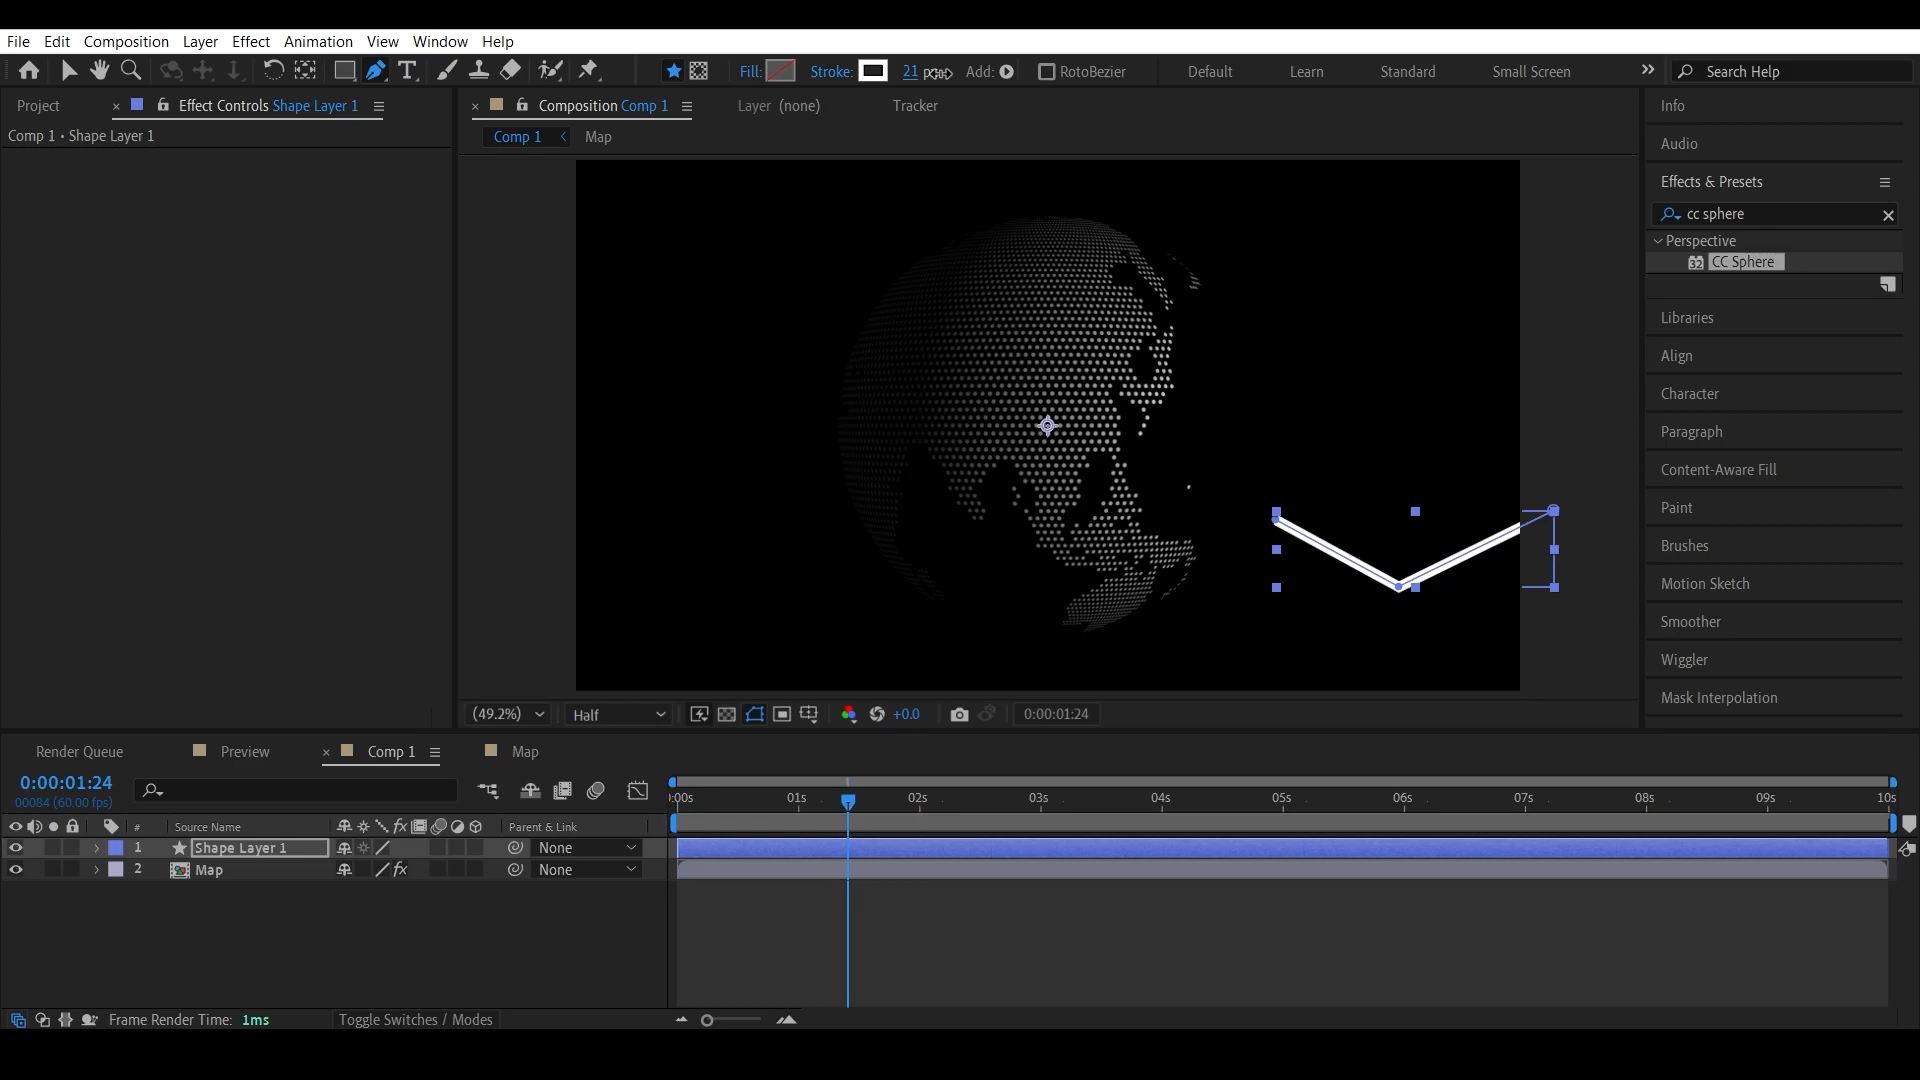 File Edit Composition Layer Effect Animation View Window Help
Fill: Stroke: 21 px Add: RotoBezier Default Learn Standard Small Screen Search Help
Project Effect Controls Shape Layer 1 Composition Comp 1 Layer (none) Tracker Info
Comp 1 • Shape Layer 1 Comp 1 Map
Audio
Effects & Presets
cc sphere
Perspective
32 CC Sphere
Libraries
Align
Character
Paragraph
Content-Aware Fill
Paint
Brushes
Motion Sketch
Smoother
Wiggler
Mask Interpolation
(49.2%) Half +0.0 0:00:01:24
Render Queue Preview Comp 1 Map
0:00:01:24
00084 (60.00 fps)
:00s 01s 02s 03s 04s 05s 06s 07s 08s 09s 10s
# Source Name fx Parent & Link
1 Shape Layer 1 None
2 Map fx None
Frame Render Time: 1ms Toggle Switches / Modes